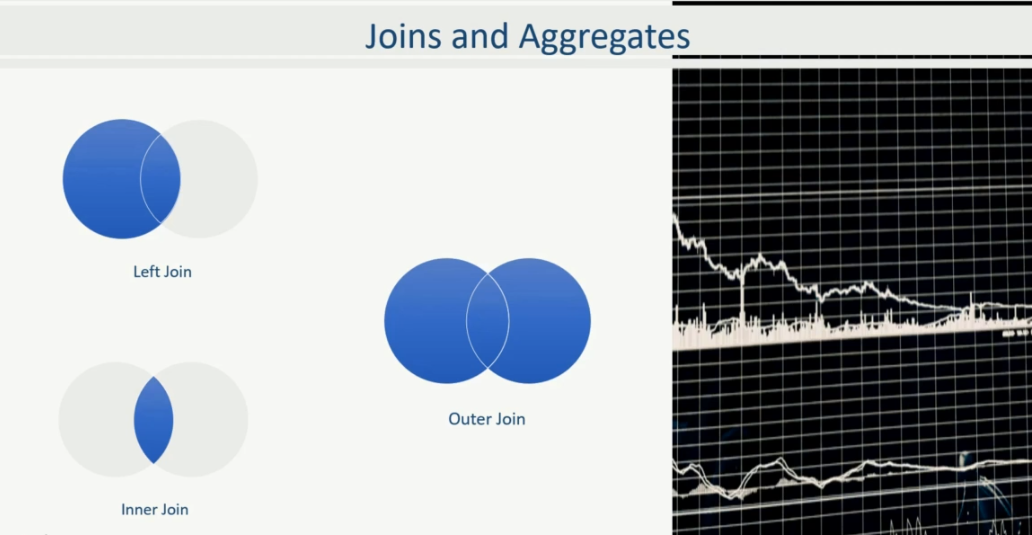 Joins and Aggregates
Left Join
Outer Join
Inner Join